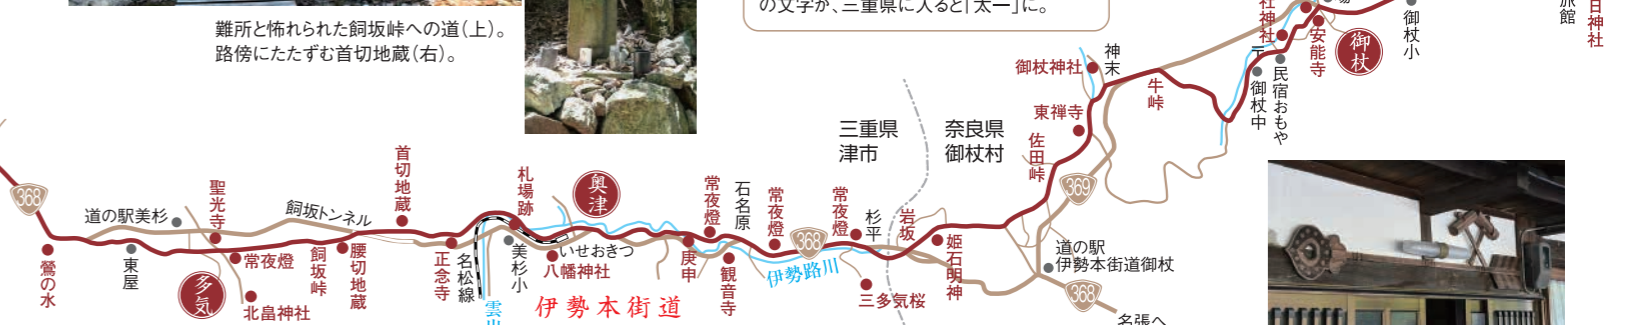 難所と怖れられた飼坂峠への道(上)。
路傍にたたずむ首切地蔵(右)。
の文字が、三重県に入ると「太一」に。
御杖小
安能寺
御杖
〒御杖中
民宿おもや
神末
御杖神社
東禅寺
牛峠
佐田峠
三重県
津市
奈良県
御杖村
369
道の駅
伊勢本街道御杖
368
名張へ
姫石明神
岩坂
杉平
三多気桜
常夜燈
368
伊勢路川
常夜燈
石名原
常夜燈
観音寺
庚申
奥津
いせおきつ
八幡神社
伊勢本街道
札場跡
美杉小
名松線
正念寺
首切地蔵
腰切地蔵
飼坂峠
飼坂トンネル
聖光寺
常夜燈
北畠神社
多気
道の駅美杉
東屋
鶯の水
368